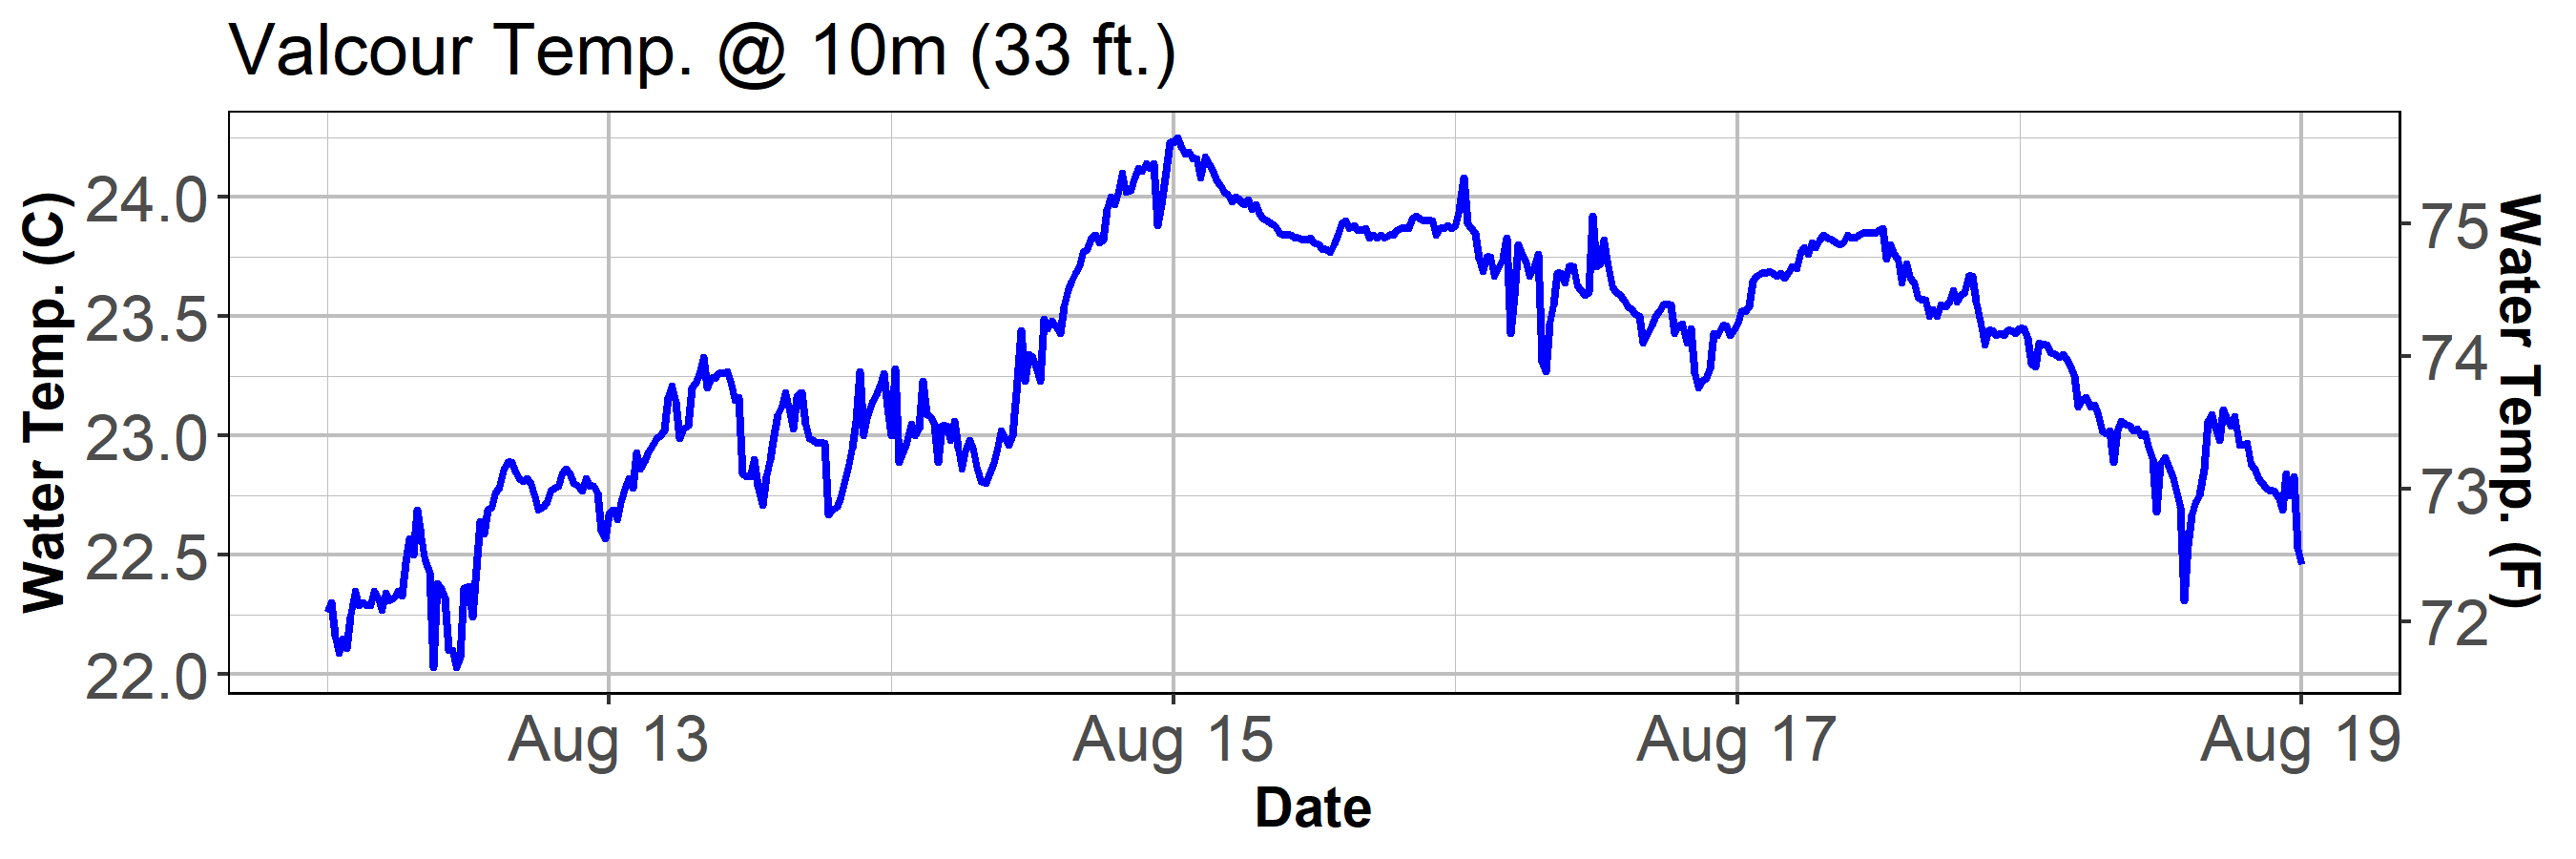 Valcour Temp. @ 10m (33 ft.)
Water Temp. (C)
24.0
23.5
23.0
22.5
22.0
75
74
73
72
Water Temp. (F)
Aug 13 Aug 15 Aug 17 Aug 19
Date